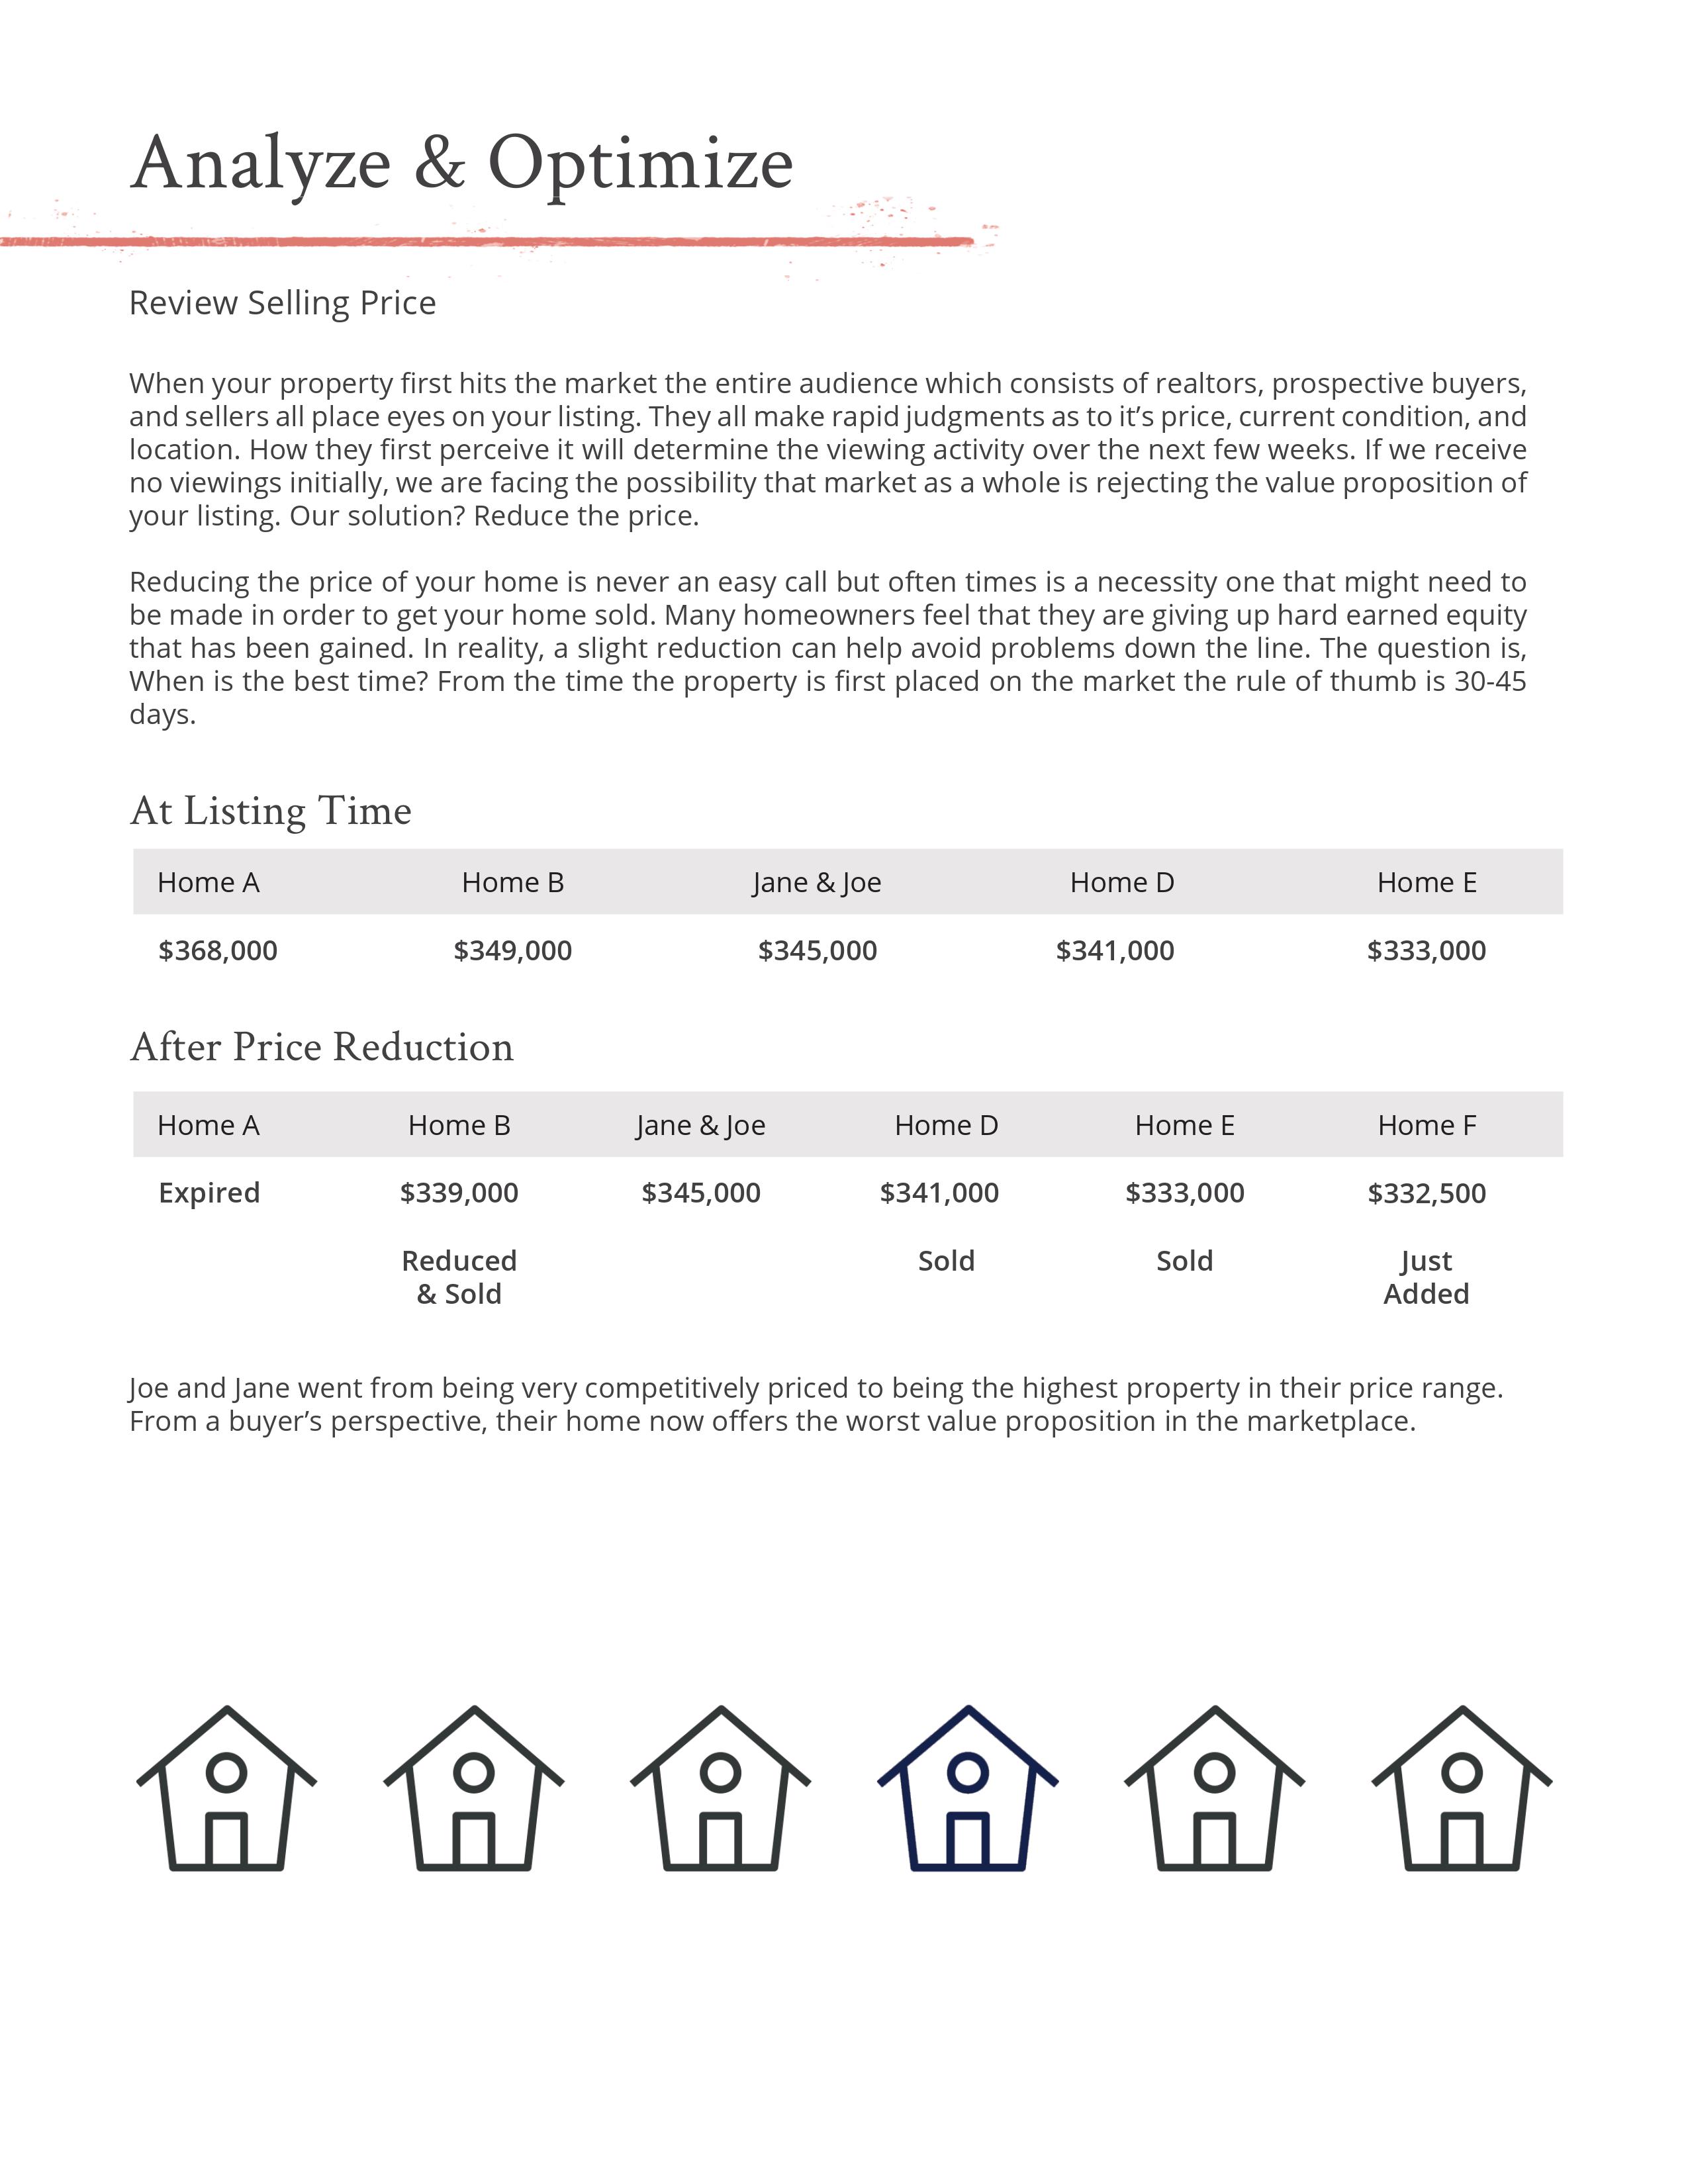 Analyze & Optimize
Review Selling Price
When your property first hits the market the entire audience which consists of realtors, prospective buyers,
and sellers all place eyes on your listing. They all make rapid judgments as to it’s price, current condition, and
location. How they first perceive it will determine the viewing activity over the next few weeks. If we receive
no viewings initially, we are facing the possibility that market as a whole is rejecting the value proposition of
your listing. Our solution? Reduce the price.
Reducing the price of your home is never an easy call but often times is a necessity one that might need to
be made in order to get your home sold. Many homeowners feel that they are giving up hard earned equity
that has been gained. In reality, a slight reduction can help avoid problems down the line. The question is,
When is the best time? From the time the property is first placed on the market the rule of thumb is 30-45
days.
At Listing Time
Home A Home B Jane & Joe Home D Home E
$368,000 $349,000 $345,000 $341,000 $333,000
After Price Reduction
Home A Home B Jane & Joe Home D Home E Home F
Expired $339,000 $345,000 $341,000 $333,000 $332,500
Reduced Sold Sold Just
& Sold Added
Joe and Jane went from being very competitively priced to being the highest property in their price range.
From a buyer’s perspective, their home now offers the worst value proposition in the marketplace.